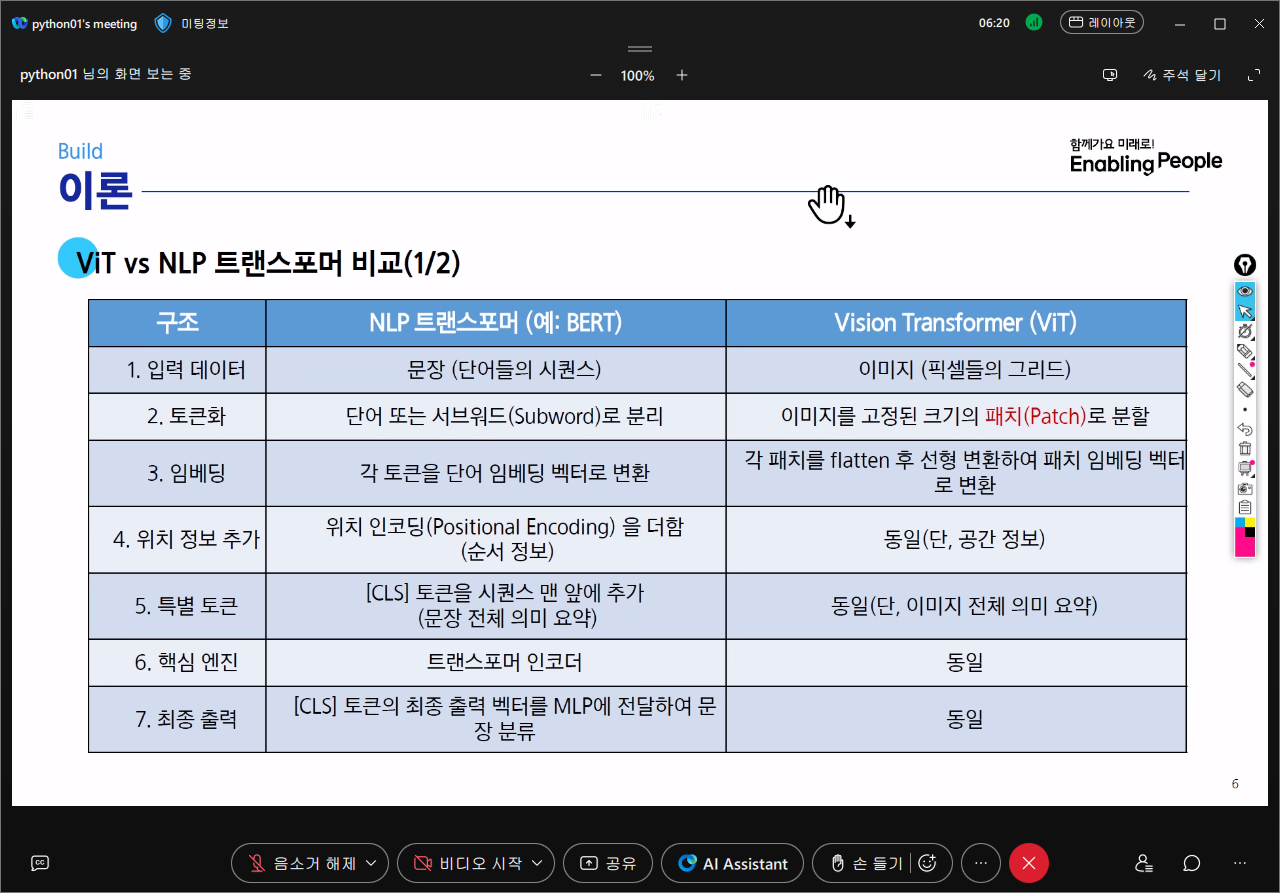 python01's meeting
미팅정보
06:20
레이아웃
python01 님의 화면 보는 중
100%
주석 달기
Build
이론
함께가요 미래로!
Enabling People
ViT vs NLP 트랜스포머 비교(1/2)
구조 NLP 트랜스포머 (예: BERT) Vision Transformer (ViT)
1. 입력 데이터 문장 (단어들의 시퀀스) 이미지 (픽셀들의 그리드)
2. 토큰화 단어 또는 서브워드(Subword)로 분리 이미지를 고정된 크기의 패치(Patch)로 분할
3. 임베딩 각 토큰을 단어 임베딩 벡터로 변환 각 패치를 flatten 후 선형 변환하여 패치 임베딩 벡터
로 변환
4. 위치 정보 추가 위치 인코딩(Positional Encoding) 을 더함
(순서 정보)
동일(단, 공간 정보)
5. 특별 토큰 [CLS] 토큰을 시퀀스 맨 앞에 추가
(문장 전체 의미 요약)
동일(단, 이미지 전체 의미 요약)
6. 핵심 엔진 트랜스포머 인코더 동일
7. 최종 출력 [CLS] 토큰의 최종 출력 벡터를 MLP에 전달하여 문
장 분류
동일
6
CC
음소거 해제
비디오 시작
공유
AI Assistant
손 들기